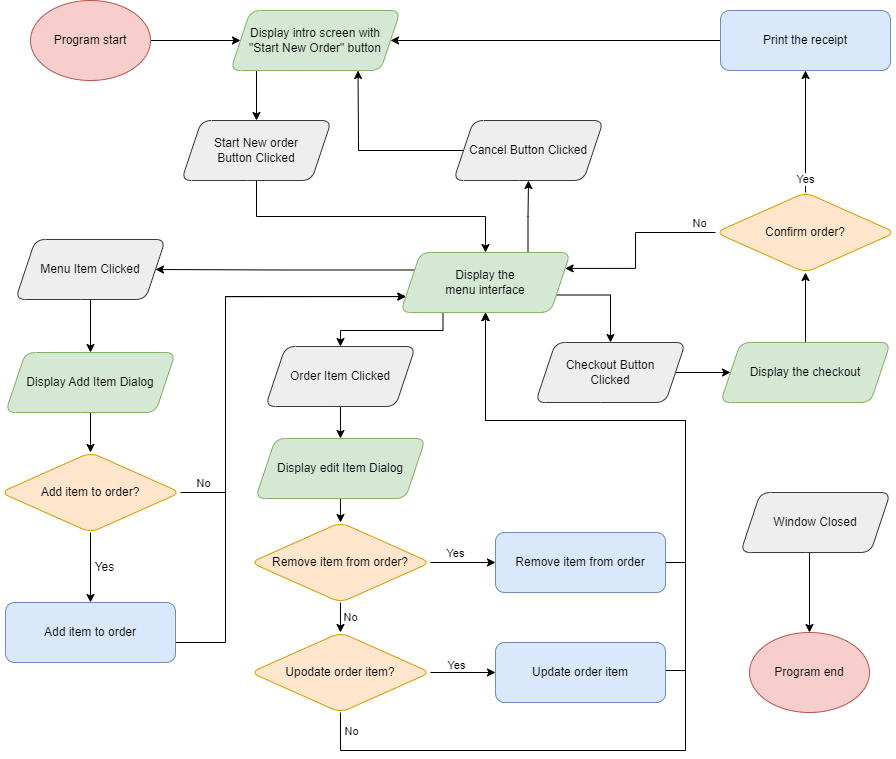 Program start
Display intro screen with
"Start New Order" button
Print the receipt
Start New order
Button Clicked
Cancel Button Clicked
Yes
No
Confirm order?
Menu Item Clicked
Display the
menu interface
Order Item Clicked
Checkout Button
Clicked
Display the checkout
Display Add Item Dialog
Display edit Item Dialog
Add item to order?
No
Window Closed
Yes
Remove item from order?
Yes
Remove item from order
No
Add item to order
Upodate order item?
Yes
Update order item
Program end
No